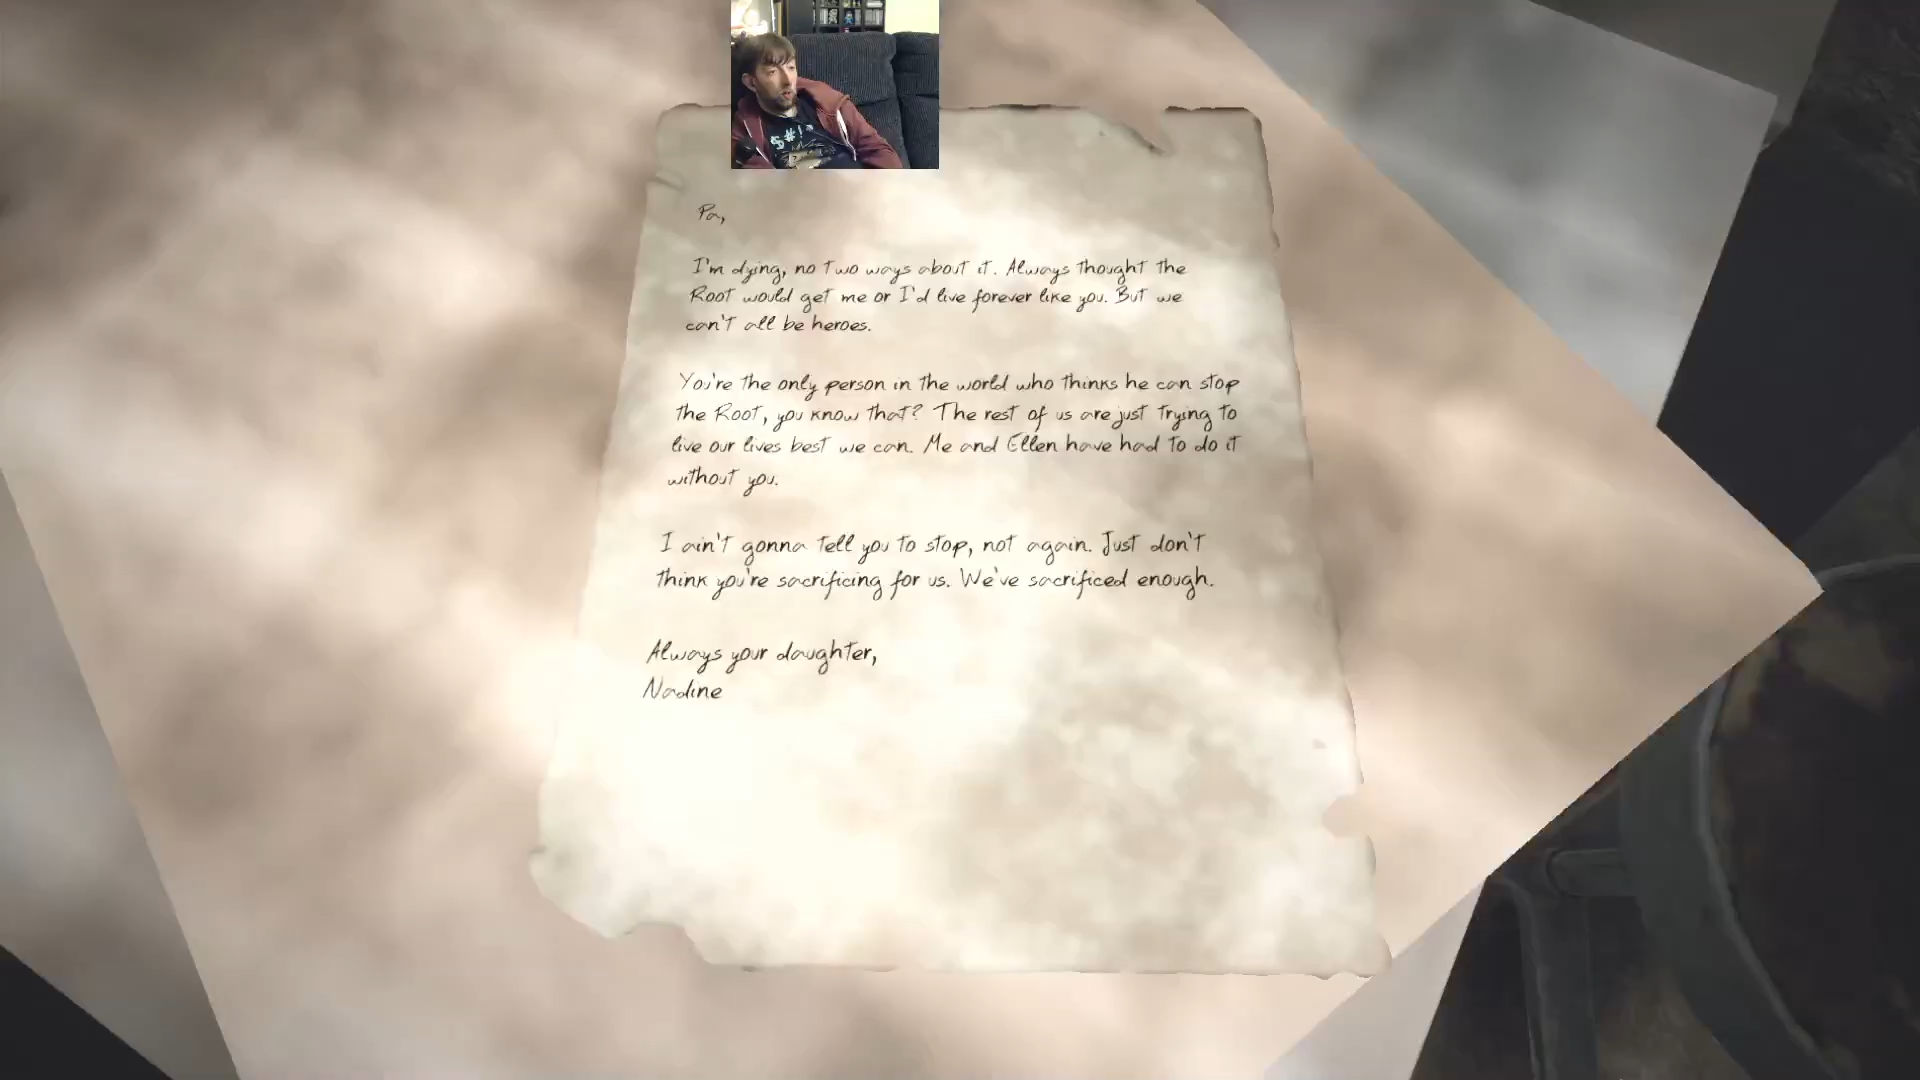 $#!*
Pa,
I'm dying, no two ways about it. Always thought the
Root would get me or I'd live forever like you. But we
can't all be heroes.
You're the only person in the world who thinks he can stop
the Root, you know that? The rest of us are just trying to
live our lives best we can. Me and Ellen have had to do it
without you.
I ain't gonna tell you to stop, not again. Just don't
think you're sacrificing for us. We've sacrificed enough.
Always your daughter,
Nadine